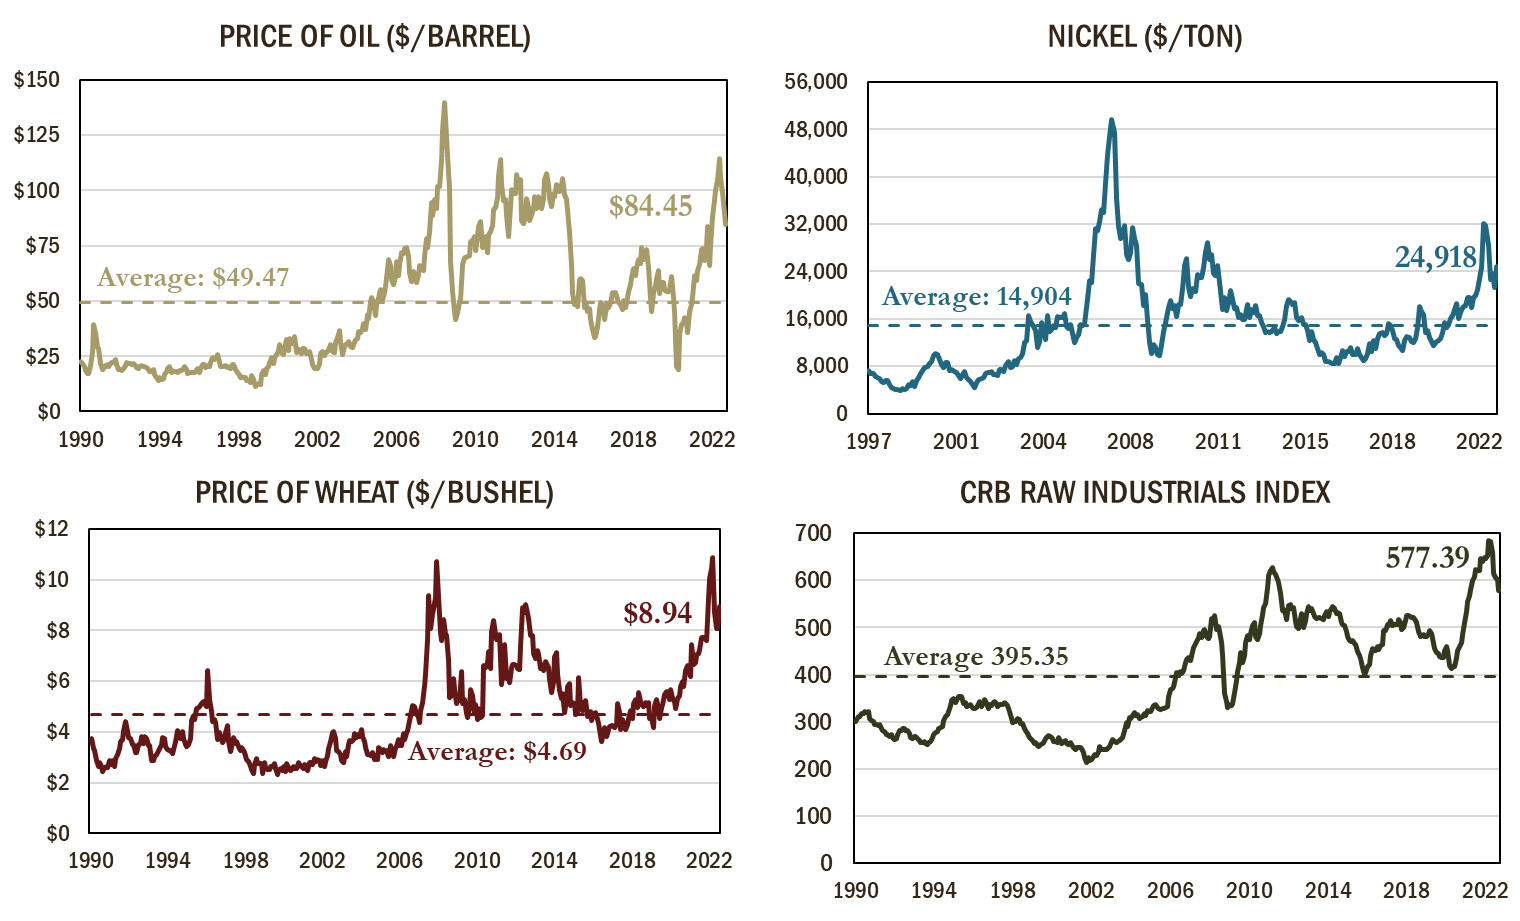 PRICE OF OIL ($/BARREL)
$150
$125
$100
$75
$50
$25
$0
$84.45
Average: $49.47
1990 1994 1998 2002 2006 2010 2014 2018 2022
NICKEL ($/TON)
56,000
48,000
40,000
32,000
24,000
16,000
8,000
0
24,918
Average: 14,904
1997 2001 2004 2008 2011 2015 2018 2022
PRICE OF WHEAT ($/BUSHEL)
$12
$10
$8
$6
$4
$2
$0
$8.94
Average: $4.69
1990 1994 1998 2002 2006 2010 2014 2018 2022
CRB RAW INDUSTRIALS INDEX
700
600
500
400
300
200
100
0
577.39
Average 395.35
1990 1994 1998 2002 2006 2010 2014 2018 2022